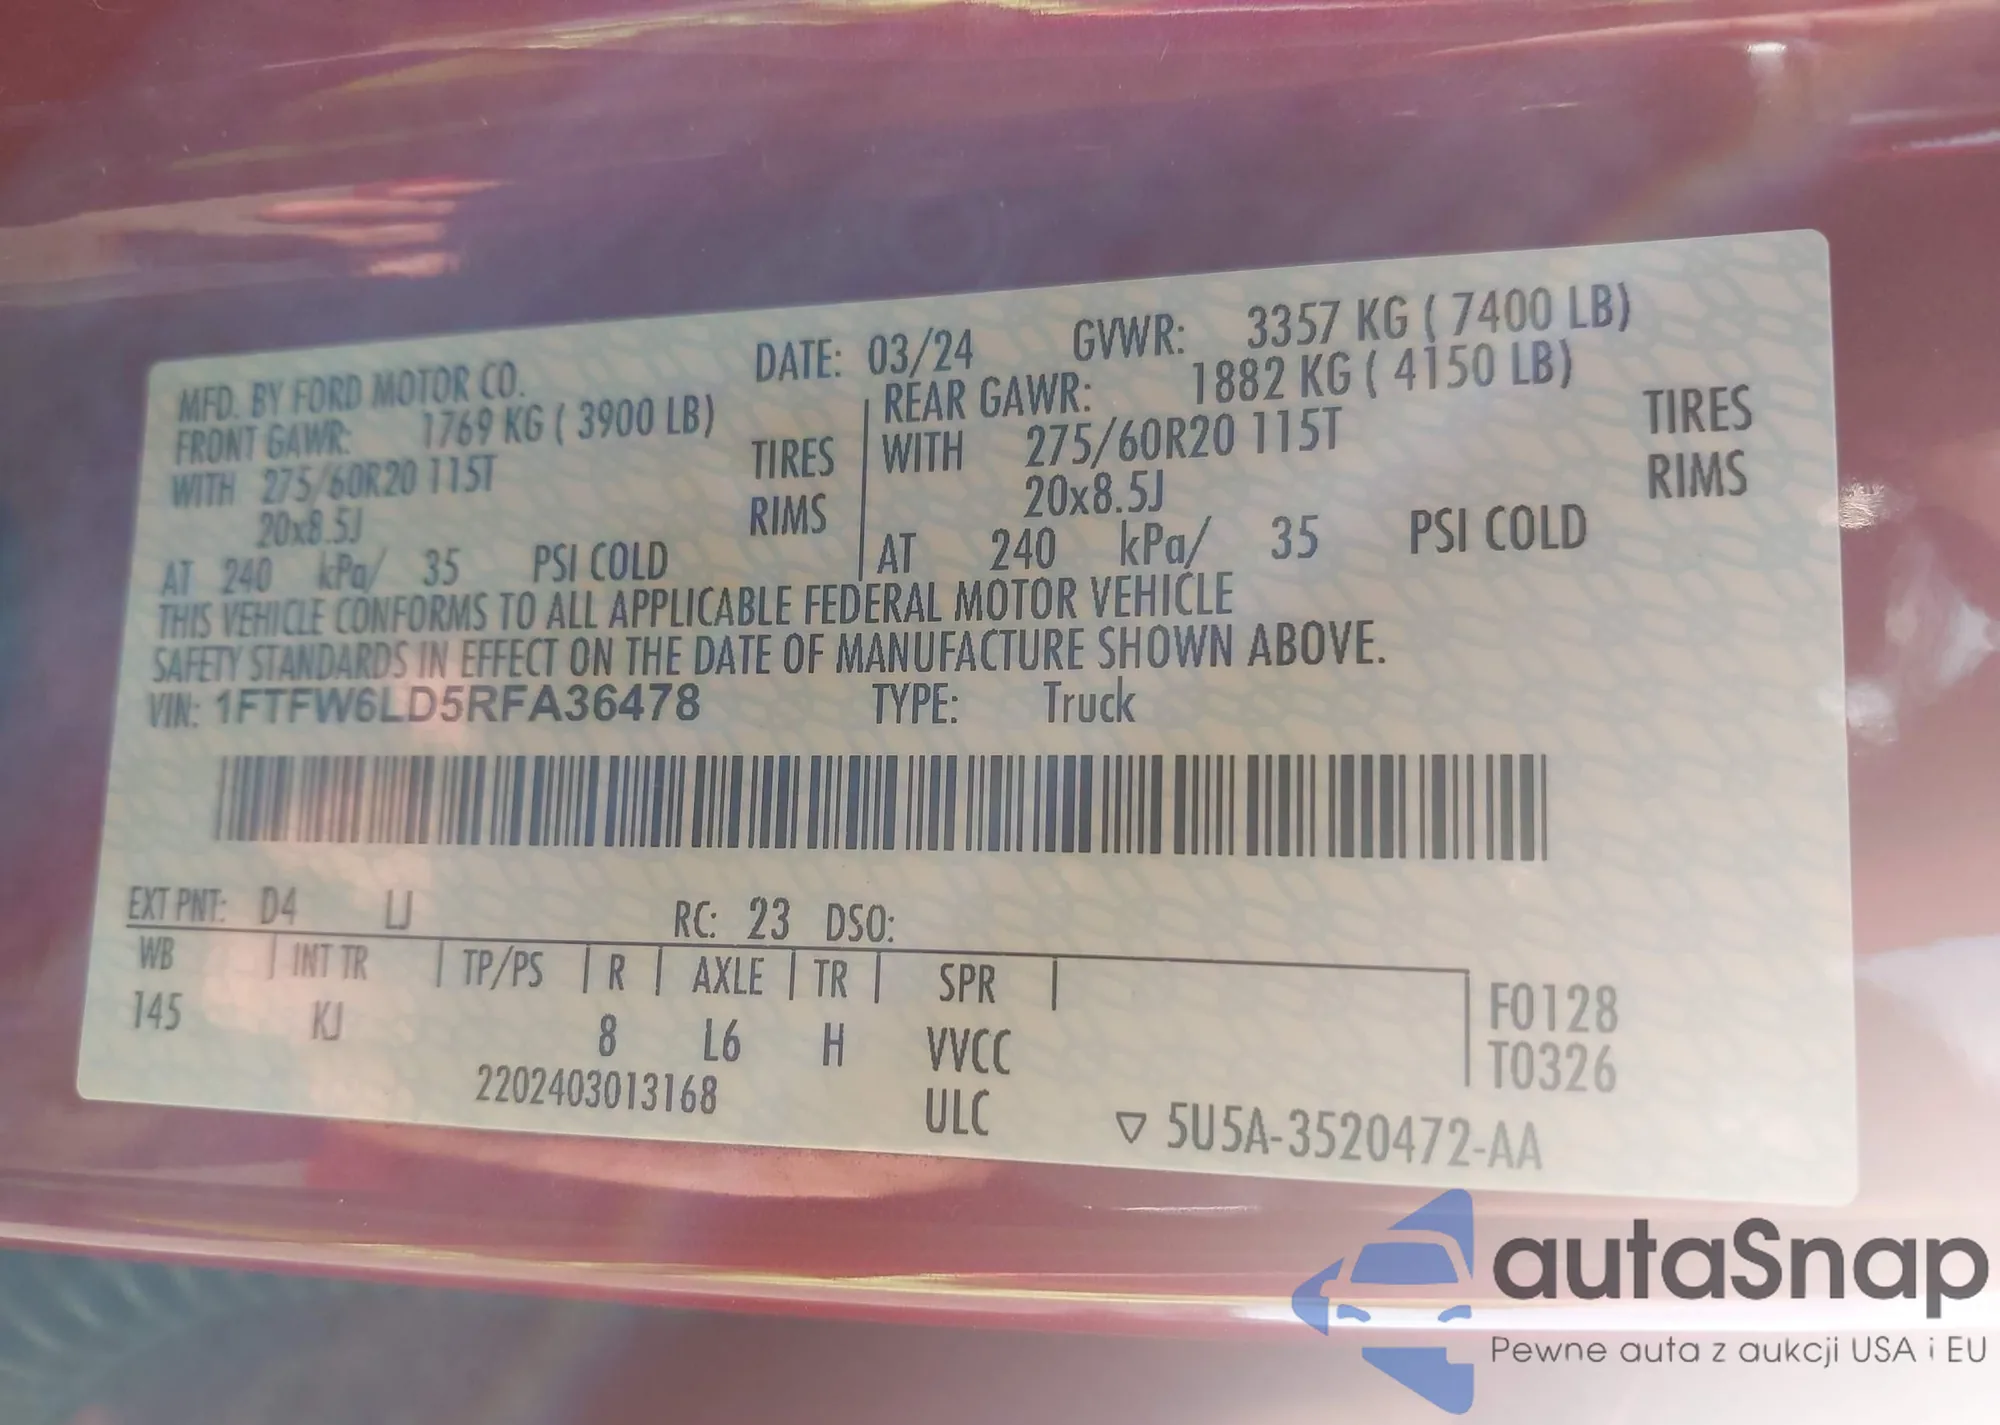 MFD. BY FORD MOTOR CO. DATE: 03/24 GVWR: 3357 KG ( 7400 LB)
FRONT GAWR: 1769 KG ( 3900 LB) REAR GAWR: 1882 KG ( 4150 LB)
WITH 275/60R20 115T TIRES WITH 275/60R20 115T TIRES
20x8.5J RIMS 20x8.5J RIMS
AT 240 kPa/ 35 PSI COLD AT 240 kPa/ 35 PSI COLD
THIS VEHICLE CONFORMS TO ALL APPLICABLE FEDERAL MOTOR VEHICLE
SAFETY STANDARDS IN EFFECT ON THE DATE OF MANUFACTURE SHOWN ABOVE.
VIN: 1FTFW6LD5RFA36478 TYPE: Truck
EXT PNT: D4 LJ RC: 23 DSO:
WB INT TR TP/PS R AXLE TR SPR F0128
145 KJ 8 L6 H VVCC T0326
2202403013168 ULC ▽ 5U5A-3520472-AA
autaSnap
Pewne auta z aukcji USA i EU